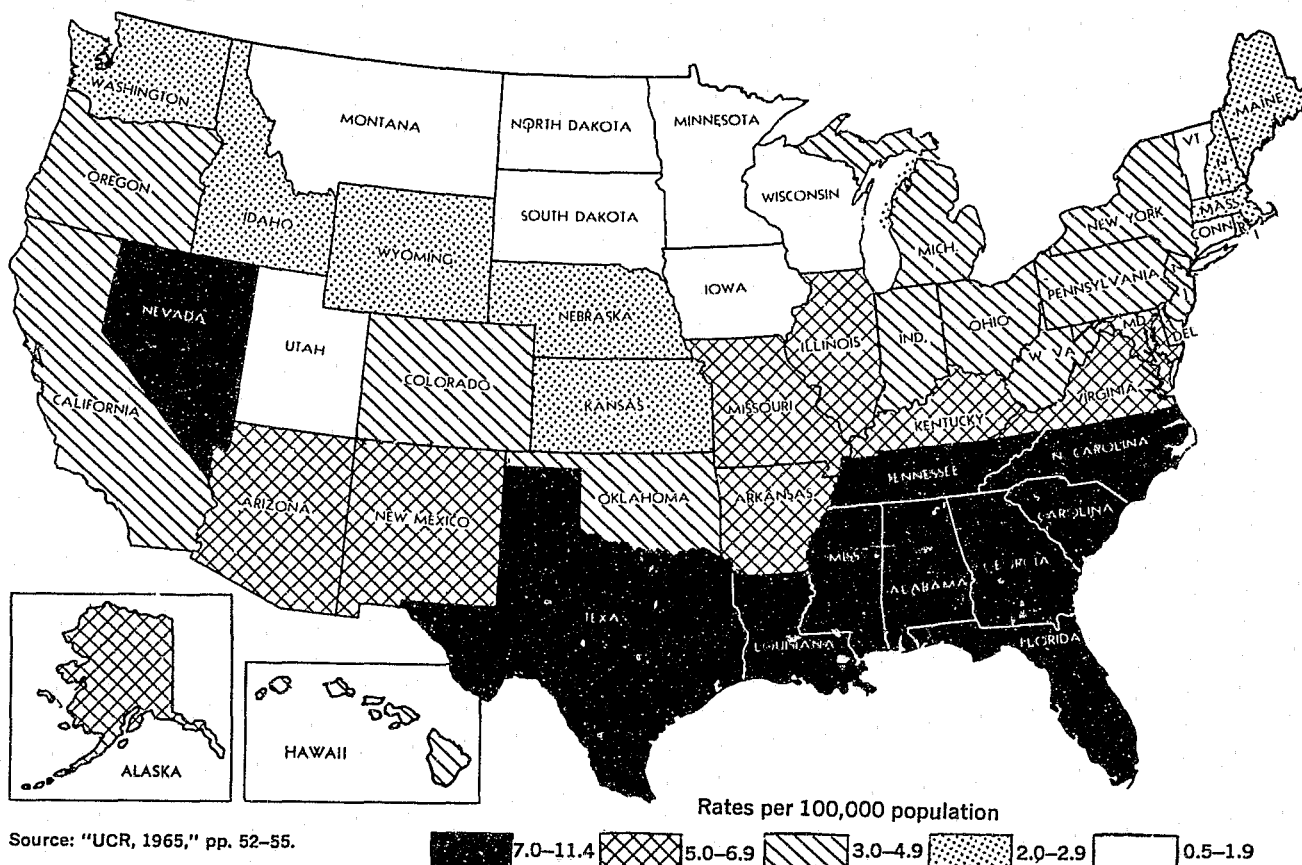 WASHINGTON
MONTANA
NORTH DAKOTA
MINNESOTA
MAINE
VT.
N
H
OREGON
IDAHO
WYOMING
SOUTH DAKOTA
WISCONSIN
MICH.
NEW YORK
MASS.
CONN
R
I
NEVADA
UTAH
COLORADO
NEBRASKA
IOWA
ILLINOIS
IND.
OHIO
PENNSYLVANIA
N
J
MD.
DEL
W VA
VIRGINIA
CALIFORNIA
KANSAS
MISSOURI
KENTUCKY
ARIZONA
NEW MEXICO
OKLAHOMA
ARKANSAS
TENNESSEE
N. CAROLINA
CAROLINA
TEXA
LOUISIANA
MISS
ALABAMA
GEORGIA
FLORIDA
ALASKA
HAWAII
Rates per 100,000 population
Source: "UCR, 1965," pp. 52–55.
7.0–11.4 5.0–6.9 3.0–4.9 2.0–2.9 0.5–1.9